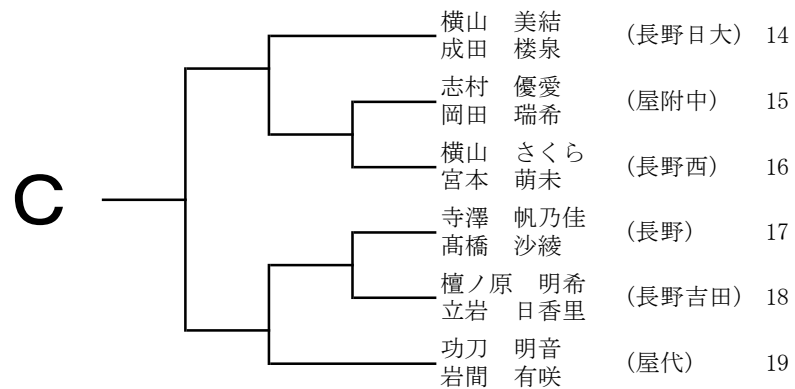 横山　美結
成田　楼泉
(長野日大) 14
志村　優愛
岡田　瑞希
(屋附中) 15
横山　さくら
宮本　萌未
(長野西) 16
C
寺澤　帆乃佳
髙橋　沙綾
(長野) 17
檀ノ原　明希
立岩　日香里
(長野吉田) 18
功刀　明音
岩間　有咲
(屋代) 19